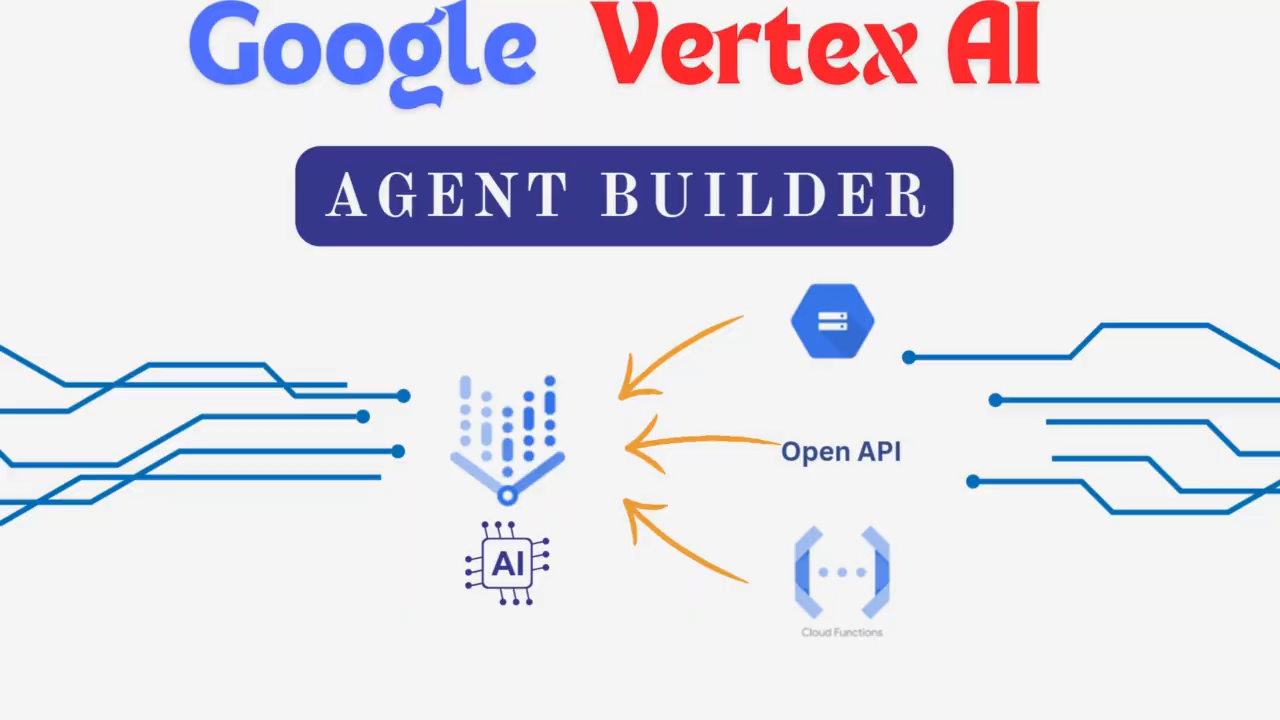 Google Vertex AI
AGENT BUILDER
Open API
AI
Cloud Functions